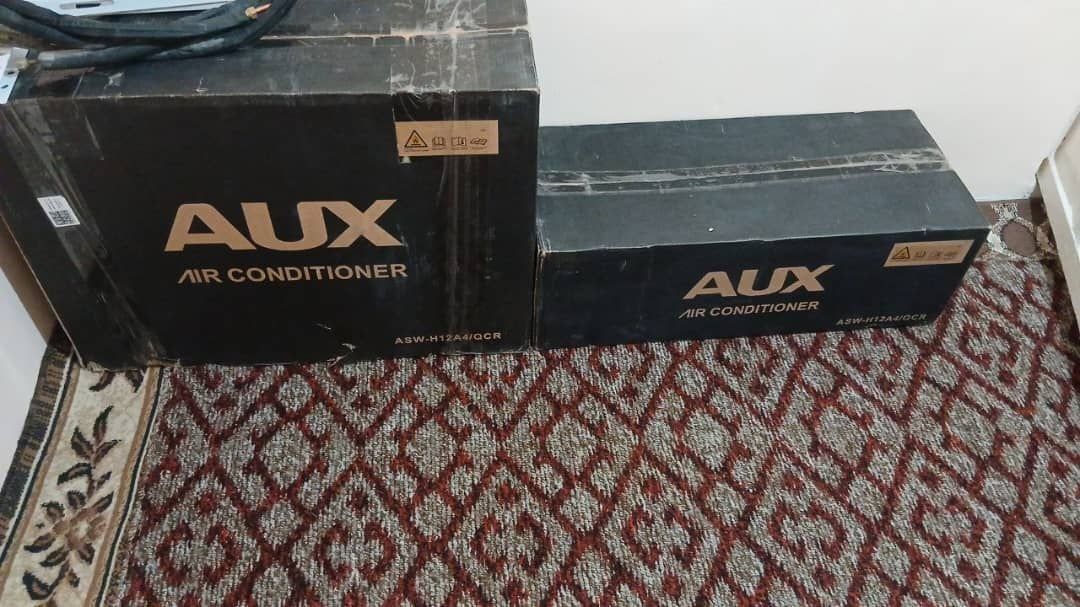 AUX
AIR CONDITIONER
ASW-H12A4/QCR
AUX
AIR CONDITIONER
ASW-H12A4/QCR